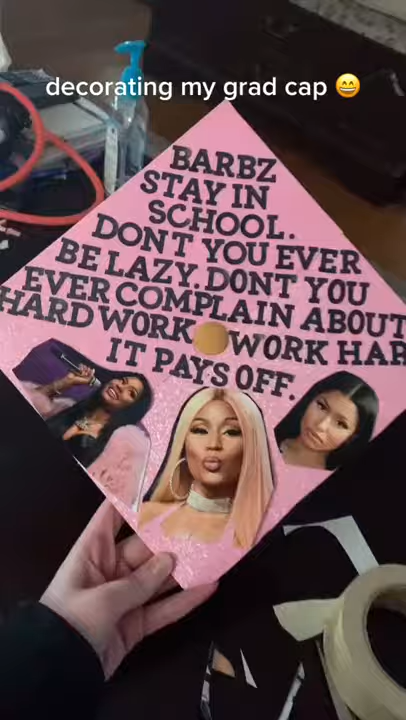 decorating my grad cap 😄
BARBZ
STAY IN
SCHOOL.
DONT YOU EVER
BE LAZY. DONT YOU
EVER COMPLAIN ABOUT
HARD WORK WORK HAR
IT PAYS OFF.